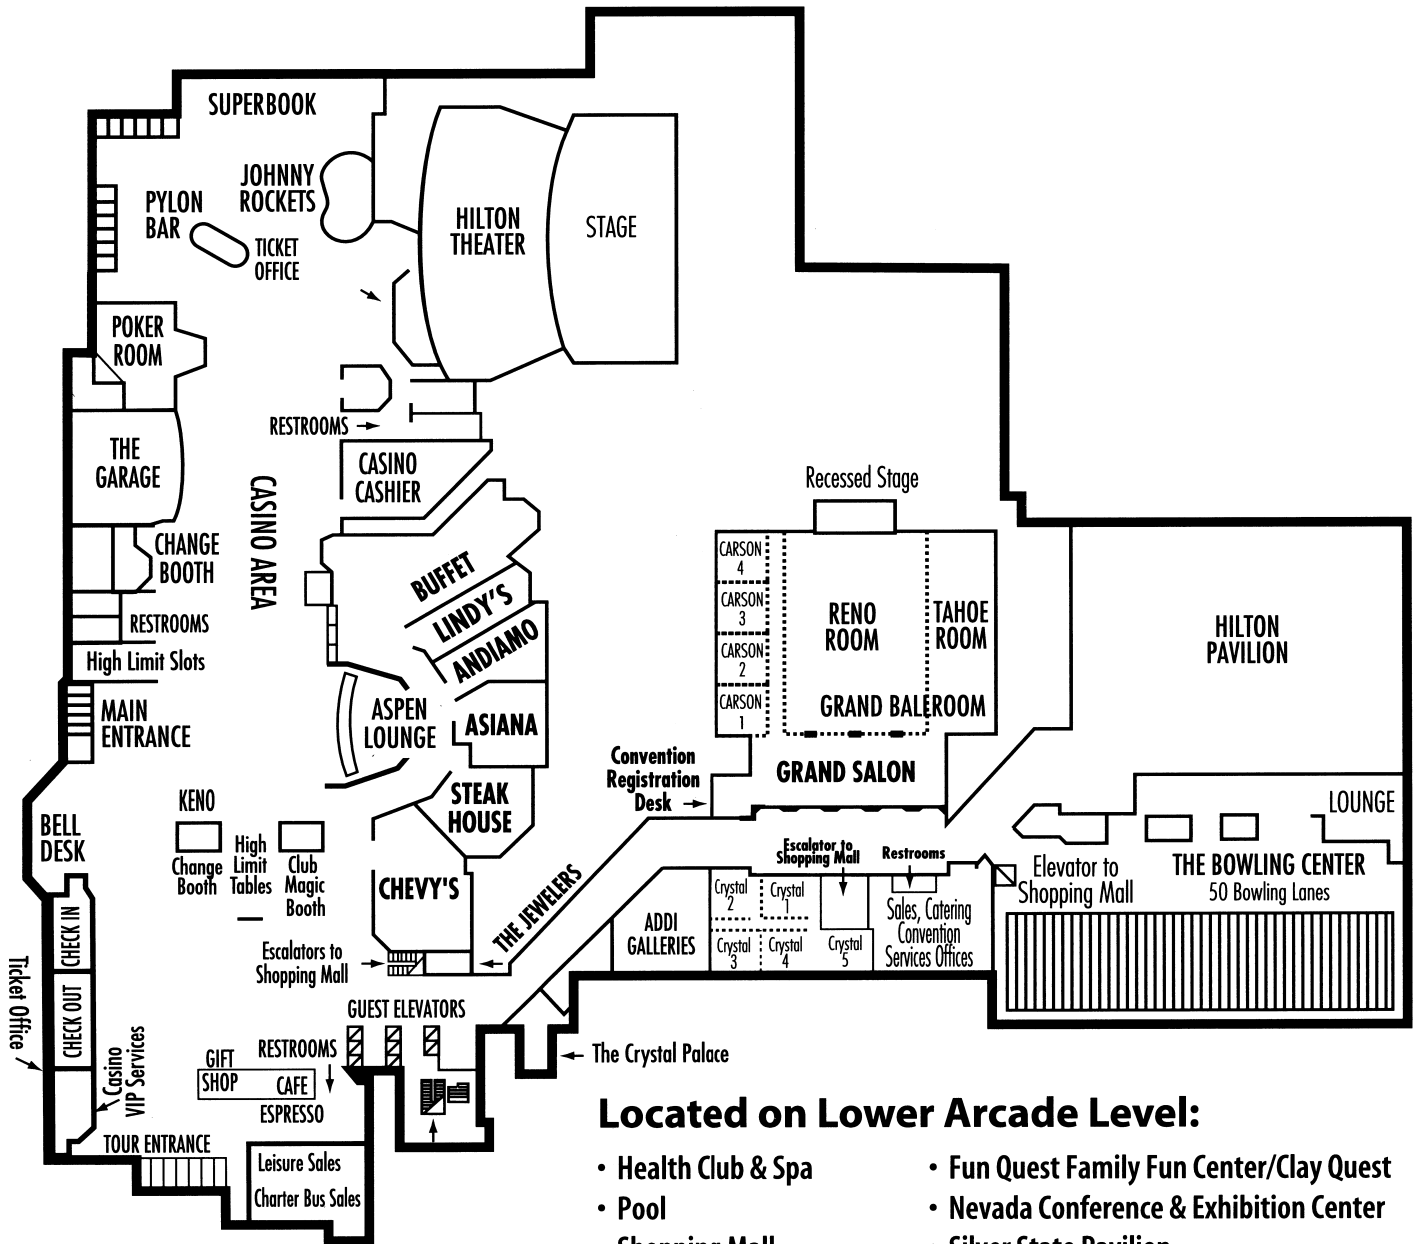 SUPERBOOK
JOHNNY
ROCKETS
PYLON
BAR
TICKET
OFFICE
HILTON
THEATER
STAGE
POKER
ROOM
RESTROOMS
THE
GARAGE
CASINO
CASHIER
CASINO AREA
CHANGE
BOOTH
RESTROOMS
High Limit Slots
MAIN
ENTRANCE
BUFFET
LINDY'S
ANDIAMO
ASPEN
LOUNGE
ASIANA
STEAK
HOUSE
CHEVY'S
KENO
Change
Booth
High
Limit
Tables
Club
Magic
Booth
BELL
DESK
CHECK IN
CHECK OUT
Ticket Office
Casino
VIP Services
Escalators to
Shopping Mall
THE JEWELERS
GUEST ELEVATORS
RESTROOMS
GIFT
SHOP
CAFE
ESPRESSO
TOUR ENTRANCE
Leisure Sales
Charter Bus Sales
The Crystal Palace
Recessed Stage
CARSON
4
CARSON
3
CARSON
2
CARSON
1
RENO
ROOM
TAHOE
ROOM
GRAND BALLROOM
GRAND SALON
Convention
Registration
Desk
Escalator to
Shopping Mall
Restrooms
ADDI
GALLERIES
Crystal
2
Crystal
1
Crystal
3
Crystal
4
Crystal
5
Sales, Catering
Convention
Services Offices
HILTON
PAVILION
LOUNGE
Elevator to
Shopping Mall
THE BOWLING CENTER
50 Bowling Lanes
Located on Lower Arcade Level:
• Health Club & Spa
• Pool
Shopping Mall
• Fun Quest Family Fun Center/Clay Quest
• Nevada Conference & Exhibition Center
Silver State Pavilion